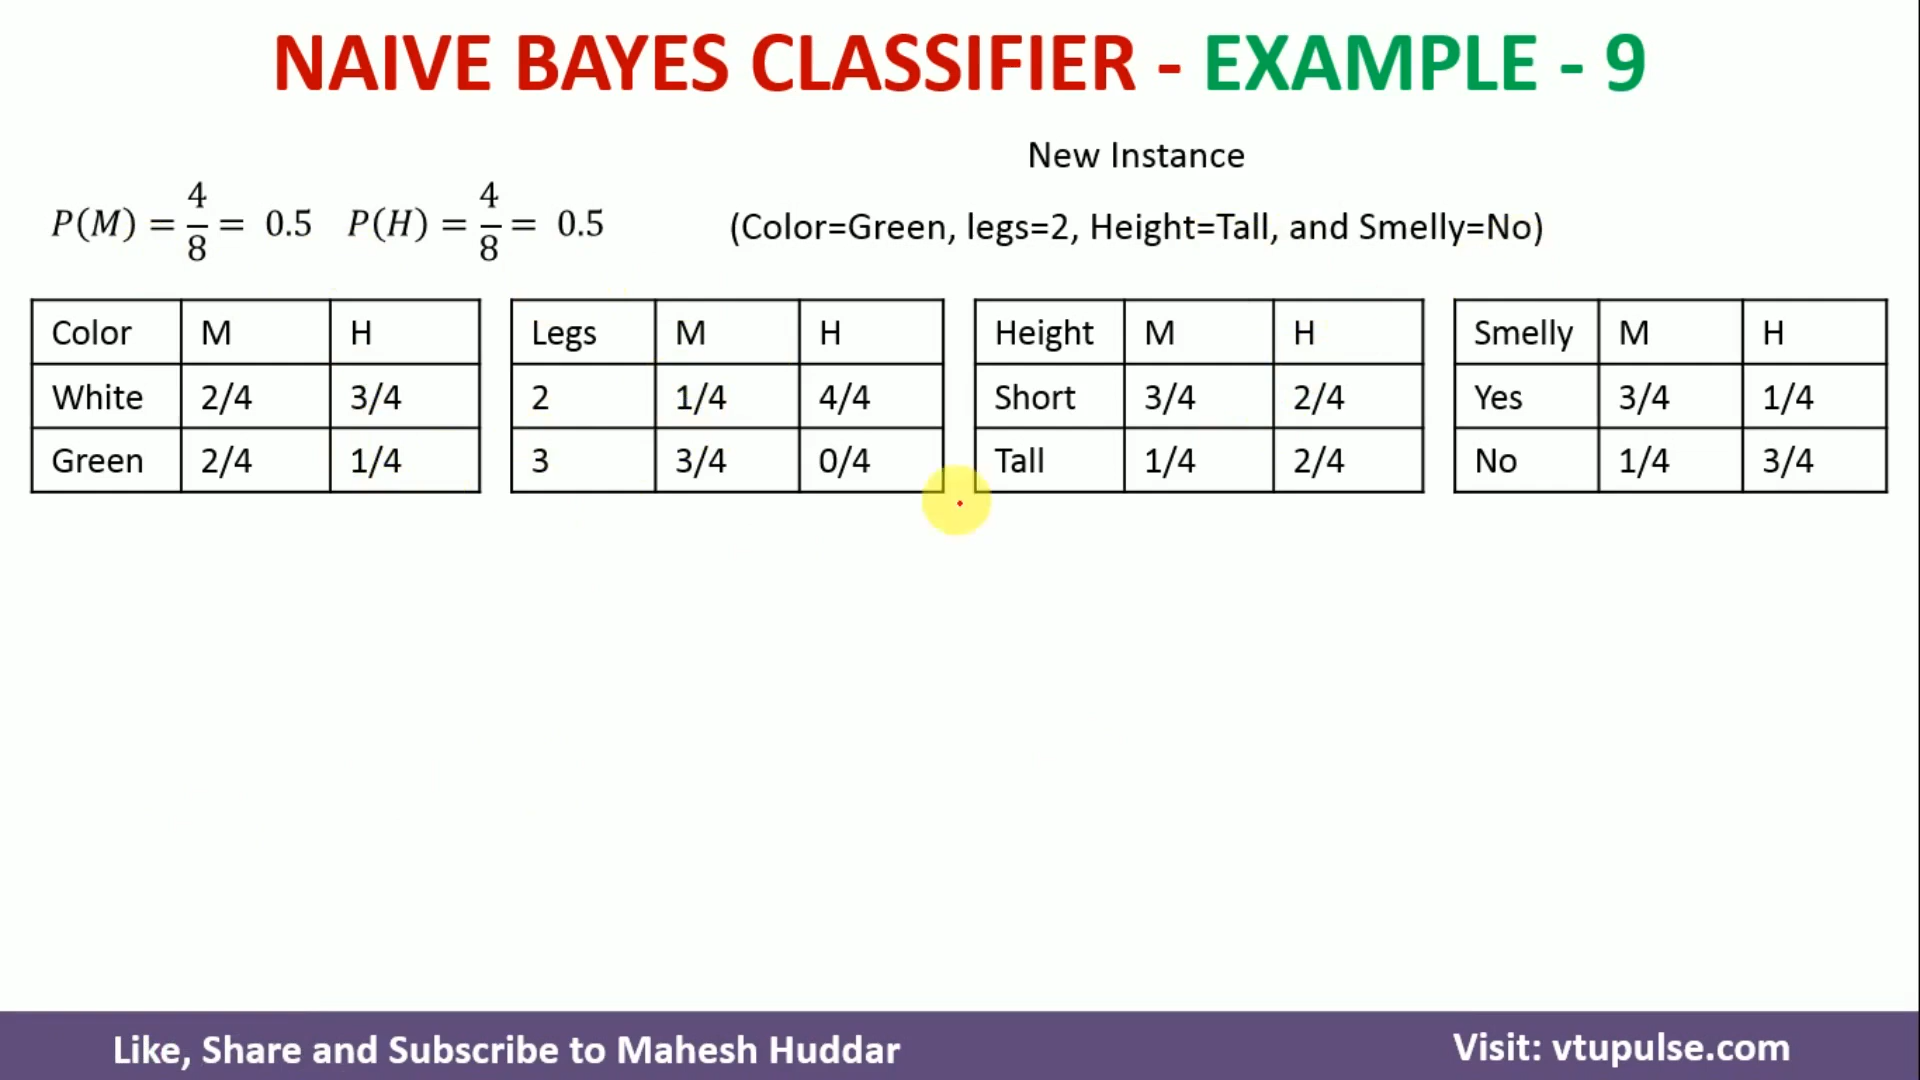 NAIVE BAYES CLASSIFIER - EXAMPLE - 9
New Instance
P(M) = 4/8 = 0.5 P(H) = 4/8 = 0.5
(Color=Green, legs=2, Height=Tall, and Smelly=No)
Color M H
White 2/4 3/4
Green 2/4 1/4
Legs M H
2 1/4 4/4
3 3/4 0/4
Height M H
Short 3/4 2/4
Tall 1/4 2/4
Smelly M H
Yes 3/4 1/4
No 1/4 3/4
Like, Share and Subscribe to Mahesh Huddar
Visit: vtupulse.com